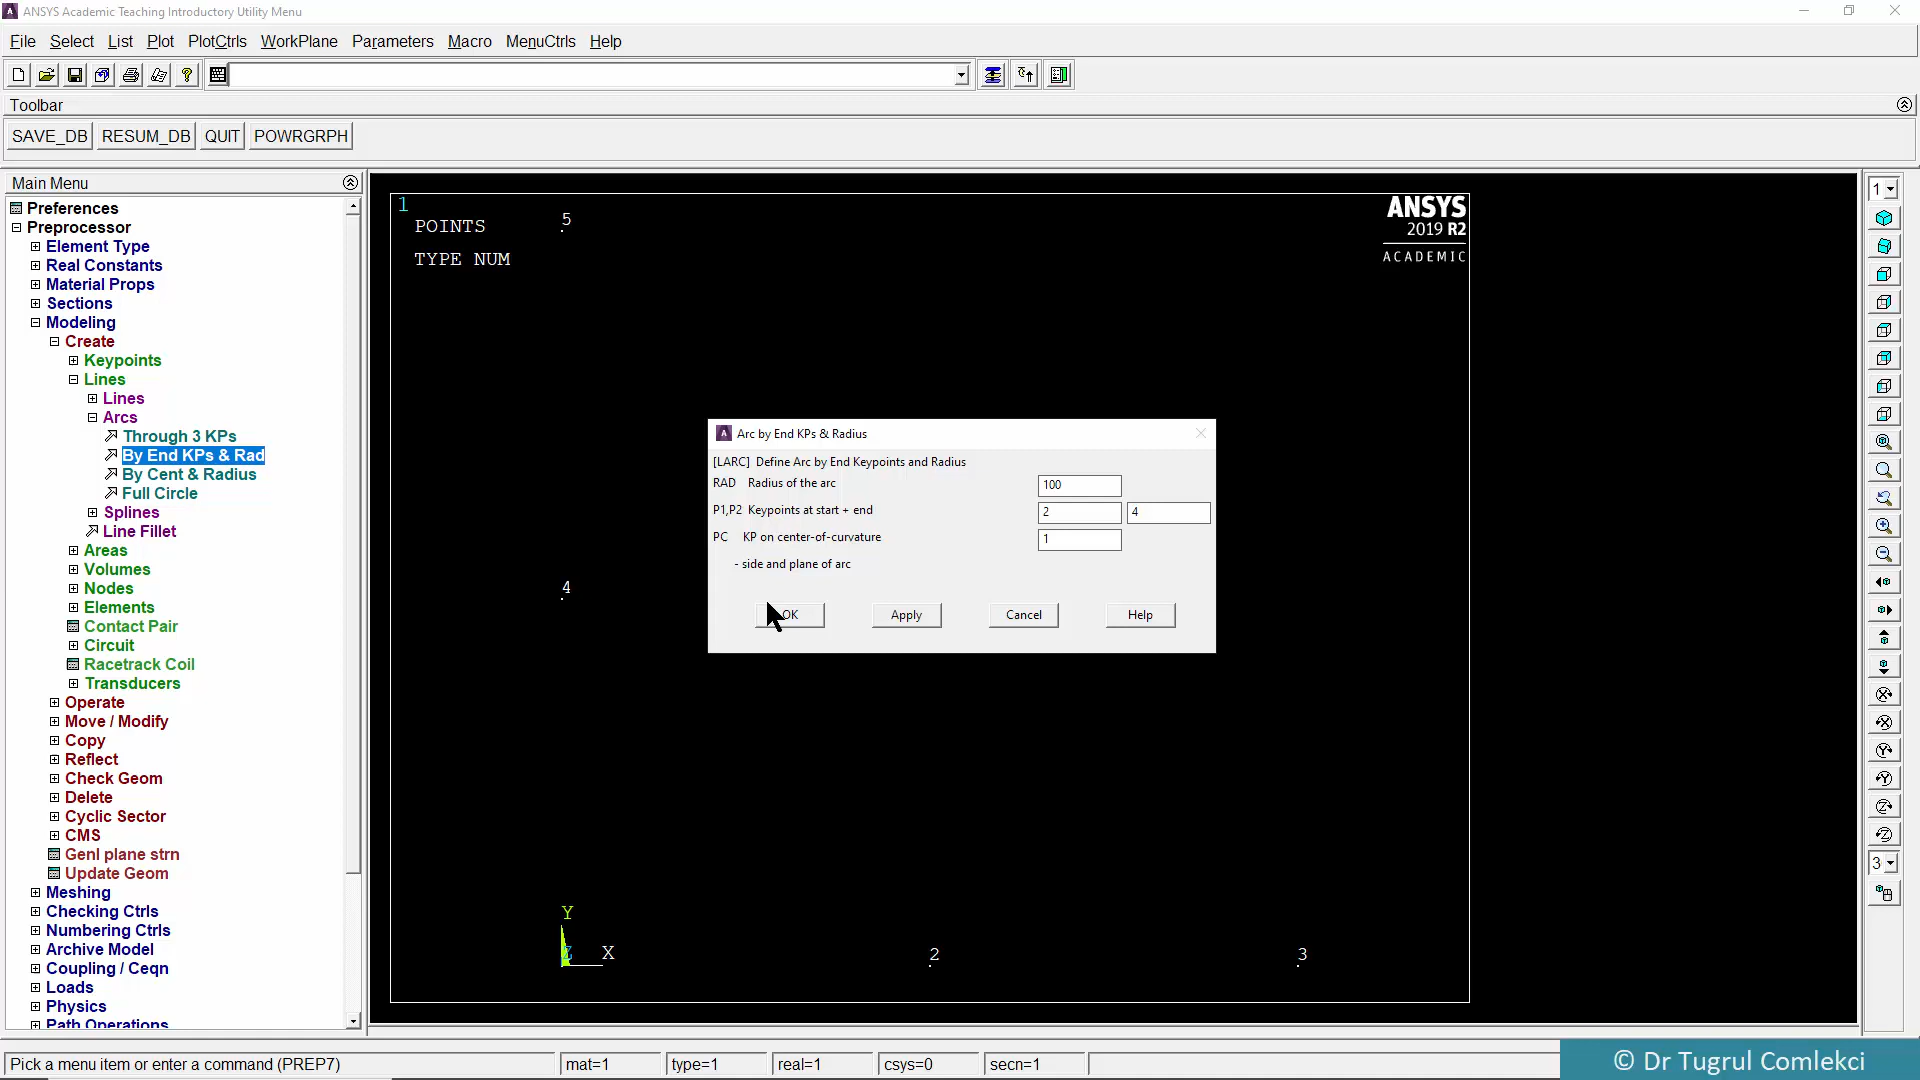 ANSYS Academic Teaching Introductory Utility Menu
File Select List Plot PlotCtrls WorkPlane Parameters Macro MenuCtrls Help
Toolbar
SAVE_DB RESUM_DB QUIT POWRGRPH
Main Menu
Preferences
Preprocessor
Element Type
Real Constants
Material Props
Sections
Modeling
Create
Keypoints
Lines
Lines
Arcs
Through 3 KPs
By End KPs & Rad
By Cent & Radius
Full Circle
Splines
Line Fillet
Areas
Volumes
Nodes
Elements
Contact Pair
Circuit
Racetrack Coil
Transducers
Operate
Move / Modify
Copy
Reflect
Check Geom
Delete
Cyclic Sector
CMS
Genl plane strn
Update Geom
Meshing
Checking Ctrls
Numbering Ctrls
Archive Model
Coupling / Ceqn
Loads
Physics
Path Operations
1
POINTS
TYPE NUM
5
ANSYS
2019 R2
ACADEMIC
4
Y
Z X
2
3
Arc by End KPs & Radius
[LARC] Define Arc by End Keypoints and Radius
RAD Radius of the arc 100
P1,P2 Keypoints at start + end 2 4
PC KP on center-of-curvature 1
- side and plane of arc
OK Apply Cancel Help
1
3
Pick a menu item or enter a command (PREP7) mat=1 type=1 real=1 csys=0 secn=1
© Dr Tugrul Comlekci